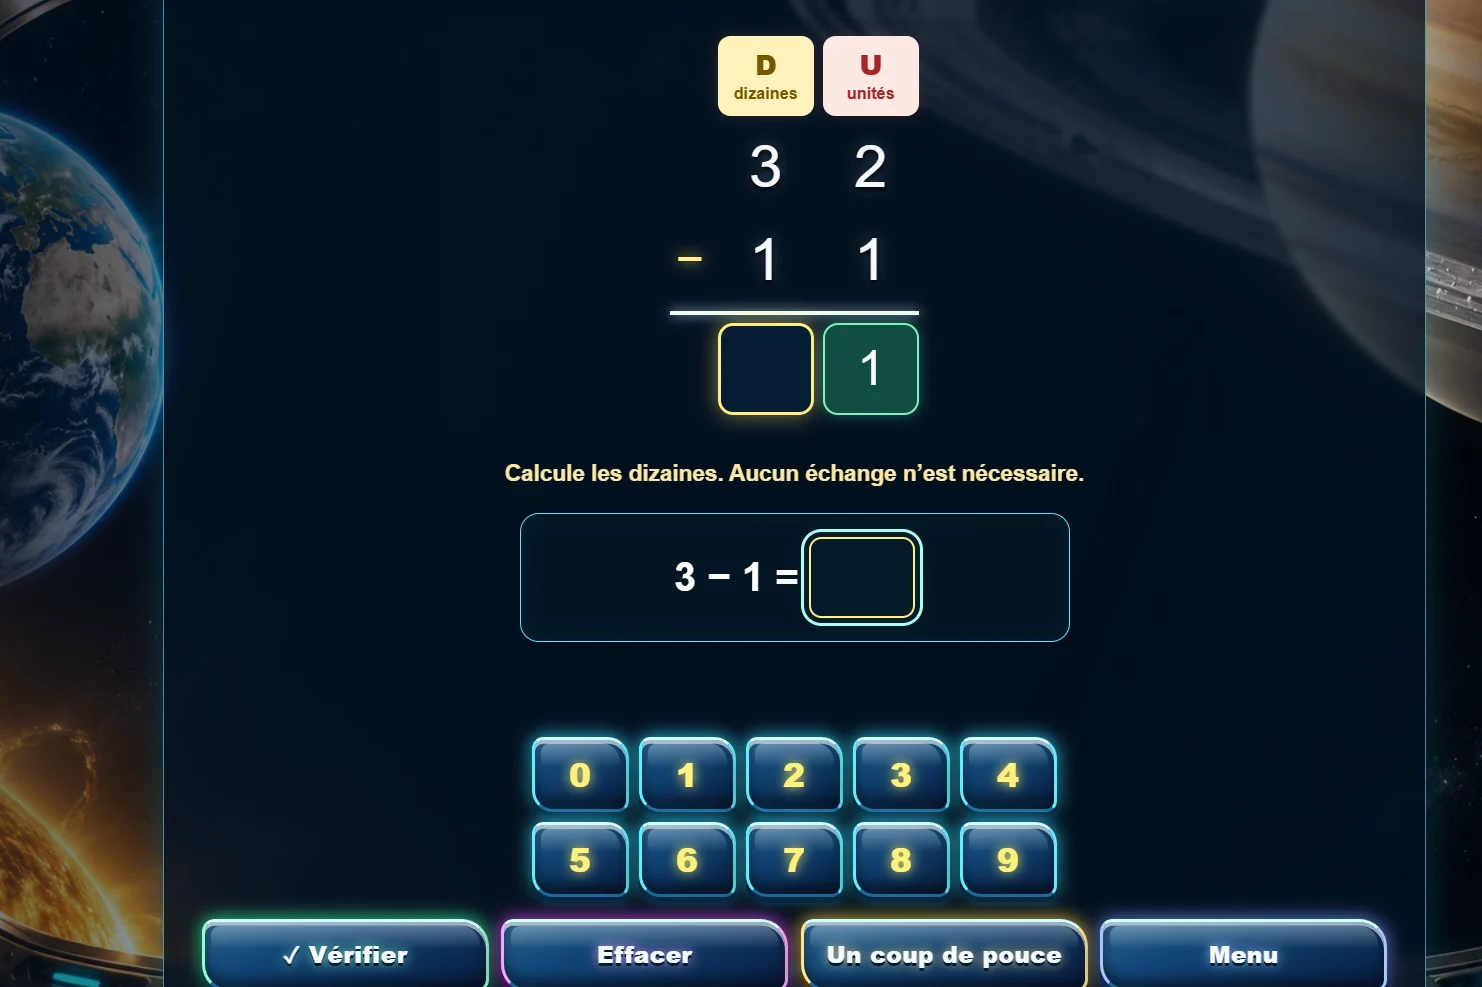 D U
dizaines unités
3 2
− 1 1
1
Calcule les dizaines. Aucun échange n’est nécessaire.
3 − 1 =
0 1 2 3 4
5 6 7 8 9
✓ Vérifier Effacer Un coup de pouce Menu